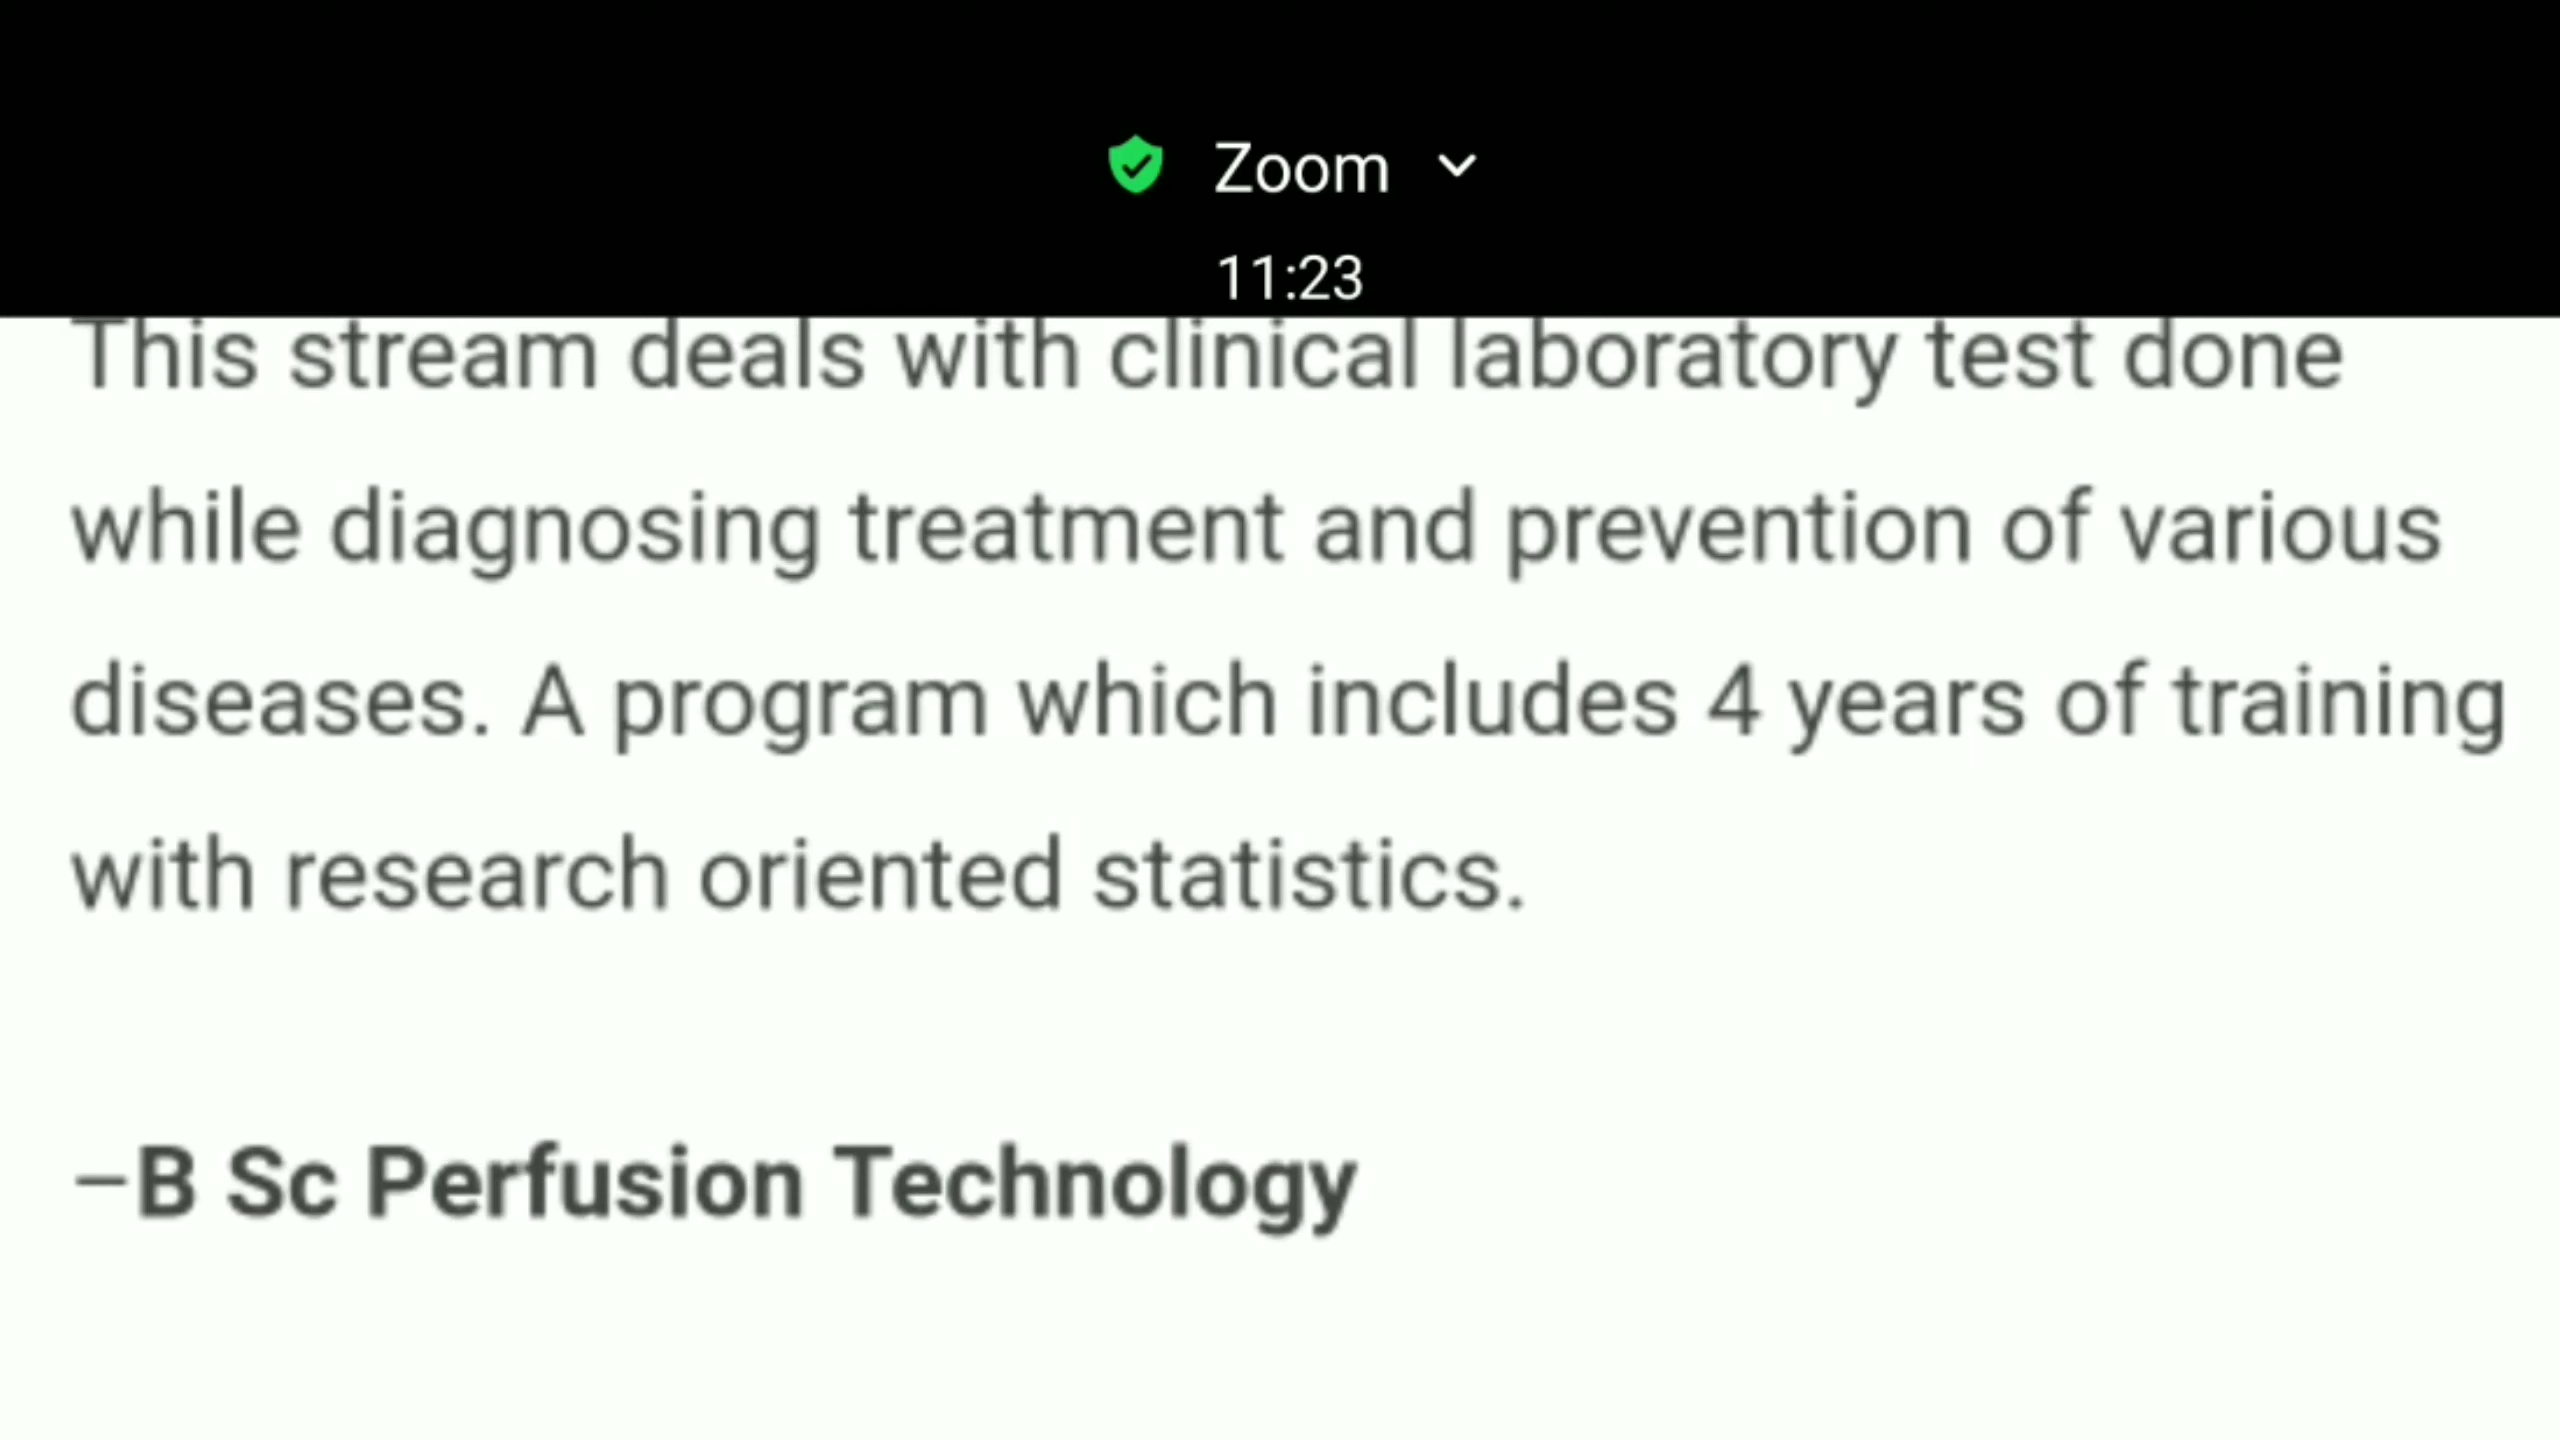 Zoom
11:23
This stream deals with clinical laboratory test done
while diagnosing treatment and prevention of various
diseases. A program which includes 4 years of training
with research oriented statistics.
–B Sc Perfusion Technology